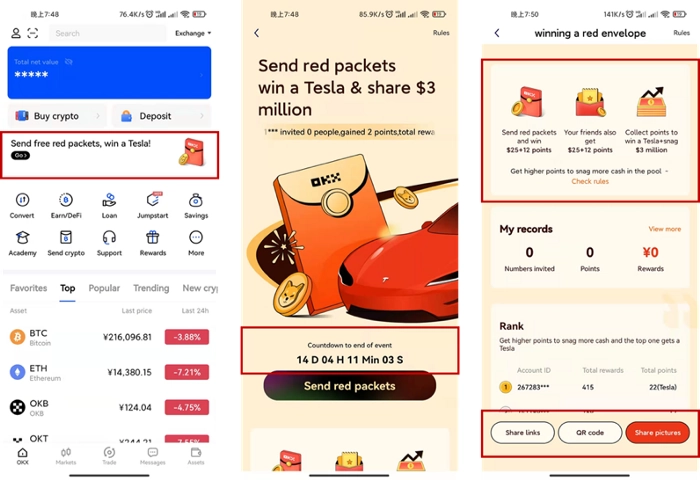 晚上7:48
76.4K/s
Search
Exchange
Total net value
*****
Buy crypto
Deposit
Send free red packets, win a Tesla!
Go
Convert
Earn/DeFi
Loan
Jumpstart
Savings
Academy
Send crypto
Support
Rewards
More
Favorites Top Popular Trending New cryp
Asset Last price Last 24h
BTC
Bitcoin
¥216,096.81
-3.88%
ETH
Ethereum
¥14,380.15
-7.21%
OKB
OKB
¥124.04
-4.75%
OKT
¥244.21
-7.55%
OKX
Markets
Trade
Messages
Assets
晚上7:48
85.9K/s
Rules
Send red packets
win a Tesla & share $3
million
1*** invited 0 people,gained 2 points,total rewa
OKX
Countdown to end of event
14 D 04 H 11 Min 03 S
Send red packets
晚上7:50
141K/s
winning a red envelope
Rules
Send red packets
and win
$25+12 points
Your friends also
get
$25+12 points
Collect points to
win a Tesla+snag
$3 million
Get higher points to snag more cash in the pool -
Check rules
My records
View more
0
Numbers invited
0
Points
¥0
Rewards
Rank
Get higher points to snag more cash and the top one gets a
Tesla
Account ID Total rewards Total points
1 267283*** 415 22(Tesla)
Share links
QR code
Share pictures